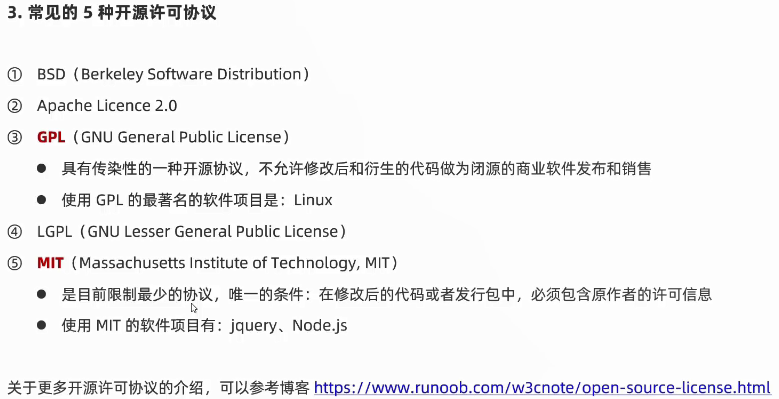 3. 常见的 5 种开源许可协议
① BSD（Berkeley Software Distribution）
② Apache Licence 2.0
③ GPL（GNU General Public License）
● 具有传染性的一种开源协议，不允许修改后和衍生的代码做为闭源的商业软件发布和销售
● 使用 GPL 的最著名的软件项目是：Linux
④ LGPL（GNU Lesser General Public License）
⑤ MIT（Massachusetts Institute of Technology, MIT）
● 是目前限制最少的协议，唯一的条件：在修改后的代码或者发行包中，必须包含原作者的许可信息
● 使用 MIT 的软件项目有：jquery、Node.js
关于更多开源许可协议的介绍，可以参考博客 https://www.runoob.com/w3cnote/open-source-license.html